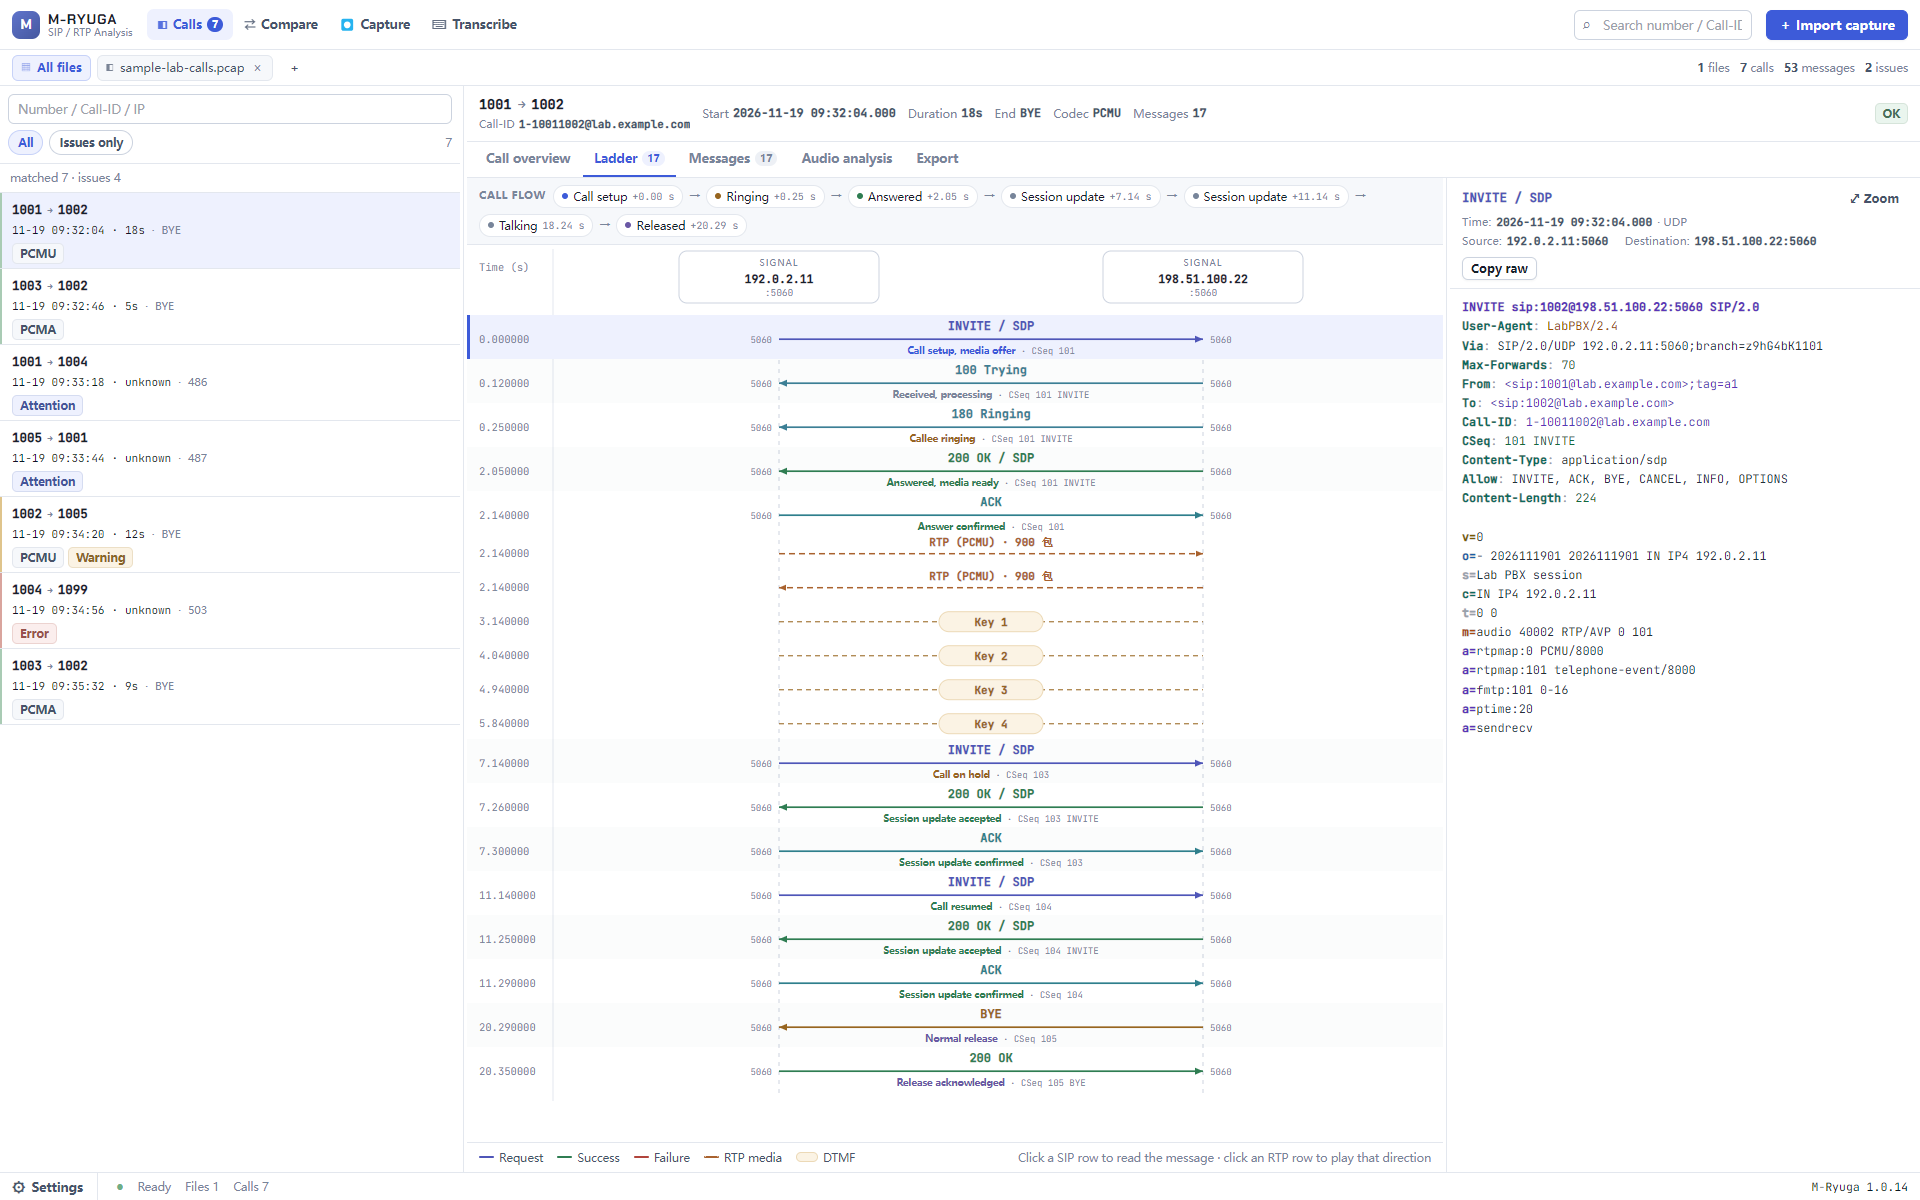 M M-RYUGA
SIP / RTP Analysis
Calls 7
Compare
Capture
Transcribe
Search number / Call-ID
+ Import capture
All files
sample-lab-calls.pcap ×
+
1 files 7 calls 53 messages 2 issues
Number / Call-ID / IP
All Issues only 7
matched 7 · issues 4
1001 → 1002
11-19 09:32:04 · 18s · BYE
PCMU
1003 → 1002
11-19 09:32:46 · 5s · BYE
PCMA
1001 → 1004
11-19 09:33:18 · unknown · 486
Attention
1005 → 1001
11-19 09:33:44 · unknown · 487
Attention
1002 → 1005
11-19 09:34:20 · 12s · BYE
PCMU Warning
1004 → 1099
11-19 09:34:56 · unknown · 503
Error
1003 → 1002
11-19 09:35:32 · 9s · BYE
PCMA
1001 → 1002
Call-ID 1-10011002@lab.example.com
Start 2026-11-19 09:32:04.000 Duration 18s End BYE Codec PCMU Messages 17
OK
Call overview Ladder 17 Messages 17 Audio analysis Export
CALL FLOW Call setup +0.00 s → Ringing +0.25 s → Answered +2.05 s → Session update +7.14 s → Session update +11.14 s →
Talking 18.24 s → Released +20.29 s
Time (s)
SIGNAL
192.0.2.11
:5060
SIGNAL
198.51.100.22
:5060
INVITE / SDP
0.000000 5060 5060
Call setup, media offer · CSeq 101
100 Trying
0.120000 5060 5060
Received, processing · CSeq 101 INVITE
180 Ringing
0.250000 5060 5060
Callee ringing · CSeq 101 INVITE
200 OK / SDP
2.050000 5060 5060
Answered, media ready · CSeq 101 INVITE
ACK
2.140000 5060 5060
Answer confirmed · CSeq 101
RTP (PCMU) · 900 包
2.140000
RTP (PCMU) · 900 包
2.140000
3.140000 Key 1
4.040000 Key 2
4.940000 Key 3
5.840000 Key 4
INVITE / SDP
7.140000 5060 5060
Call on hold · CSeq 103
200 OK / SDP
7.260000 5060 5060
Session update accepted · CSeq 103 INVITE
ACK
7.300000 5060 5060
Session update confirmed · CSeq 103
INVITE / SDP
11.140000 5060 5060
Call resumed · CSeq 104
200 OK / SDP
11.250000 5060 5060
Session update accepted · CSeq 104 INVITE
ACK
11.290000 5060 5060
Session update confirmed · CSeq 104
BYE
20.290000 5060 5060
Normal release · CSeq 105
200 OK
20.350000 5060 5060
Release acknowledged · CSeq 105 BYE
Request Success Failure RTP media DTMF
Click a SIP row to read the message · click an RTP row to play that direction
INVITE / SDP
Zoom
Time: 2026-11-19 09:32:04.000 · UDP
Source: 192.0.2.11:5060 Destination: 198.51.100.22:5060
Copy raw
INVITE sip:1002@198.51.100.22:5060 SIP/2.0
User-Agent: LabPBX/2.4
Via: SIP/2.0/UDP 192.0.2.11:5060;branch=z9hG4bK1101
Max-Forwards: 70
From: <sip:1001@lab.example.com>;tag=a1
To: <sip:1002@lab.example.com>
Call-ID: 1-10011002@lab.example.com
CSeq: 101 INVITE
Content-Type: application/sdp
Allow: INVITE, ACK, BYE, CANCEL, INFO, OPTIONS
Content-Length: 224
v=0
o=- 2026111901 2026111901 IN IP4 192.0.2.11
s=Lab PBX session
c=IN IP4 192.0.2.11
t=0 0
m=audio 40002 RTP/AVP 0 101
a=rtpmap:0 PCMU/8000
a=rtpmap:101 telephone-event/8000
a=fmtp:101 0-16
a=ptime:20
a=sendrecv
Settings
Ready Files 1 Calls 7
M-Ryuga 1.0.14